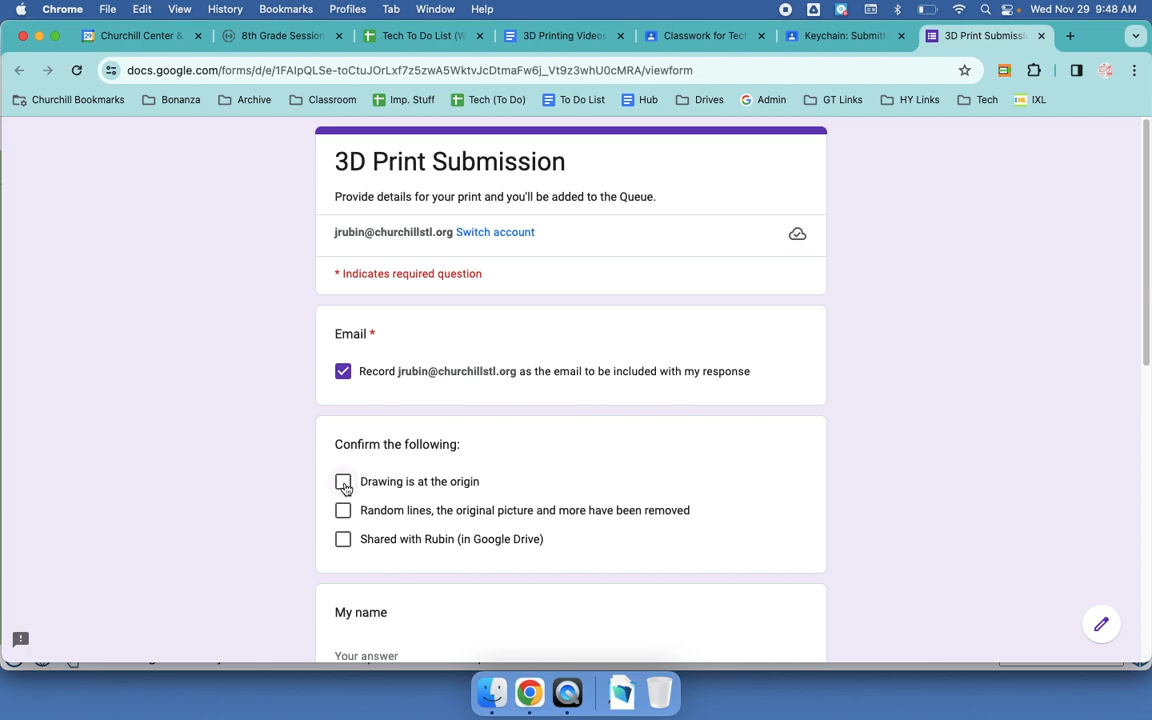 Chrome File Edit View History Bookmarks Profiles Tab Window Help Wed Nov 29 9:48 AM
Churchill Center & 8th Grade Session Tech To Do List (W 3D Printing Videos Classwork for Tech Keychain: Submitt 3D Print Submissi
docs.google.com/forms/d/e/1FAIpQLSe-toCtuJOrLxf7z5zwA5WktvJcDtmaFw6j_Vt9z3whU0cMRA/viewform
Churchill Bookmarks Bonanza Archive Classroom Imp. Stuff Tech (To Do) To Do List Hub Drives Admin GT Links HY Links Tech IXL
3D Print Submission
Provide details for your print and you'll be added to the Queue.
jrubin@churchillstl.org Switch account
* Indicates required question
Email *
Record jrubin@churchillstl.org as the email to be included with my response
Confirm the following:
Drawing is at the origin
Random lines, the original picture and more have been removed
Shared with Rubin (in Google Drive)
My name
Your answer